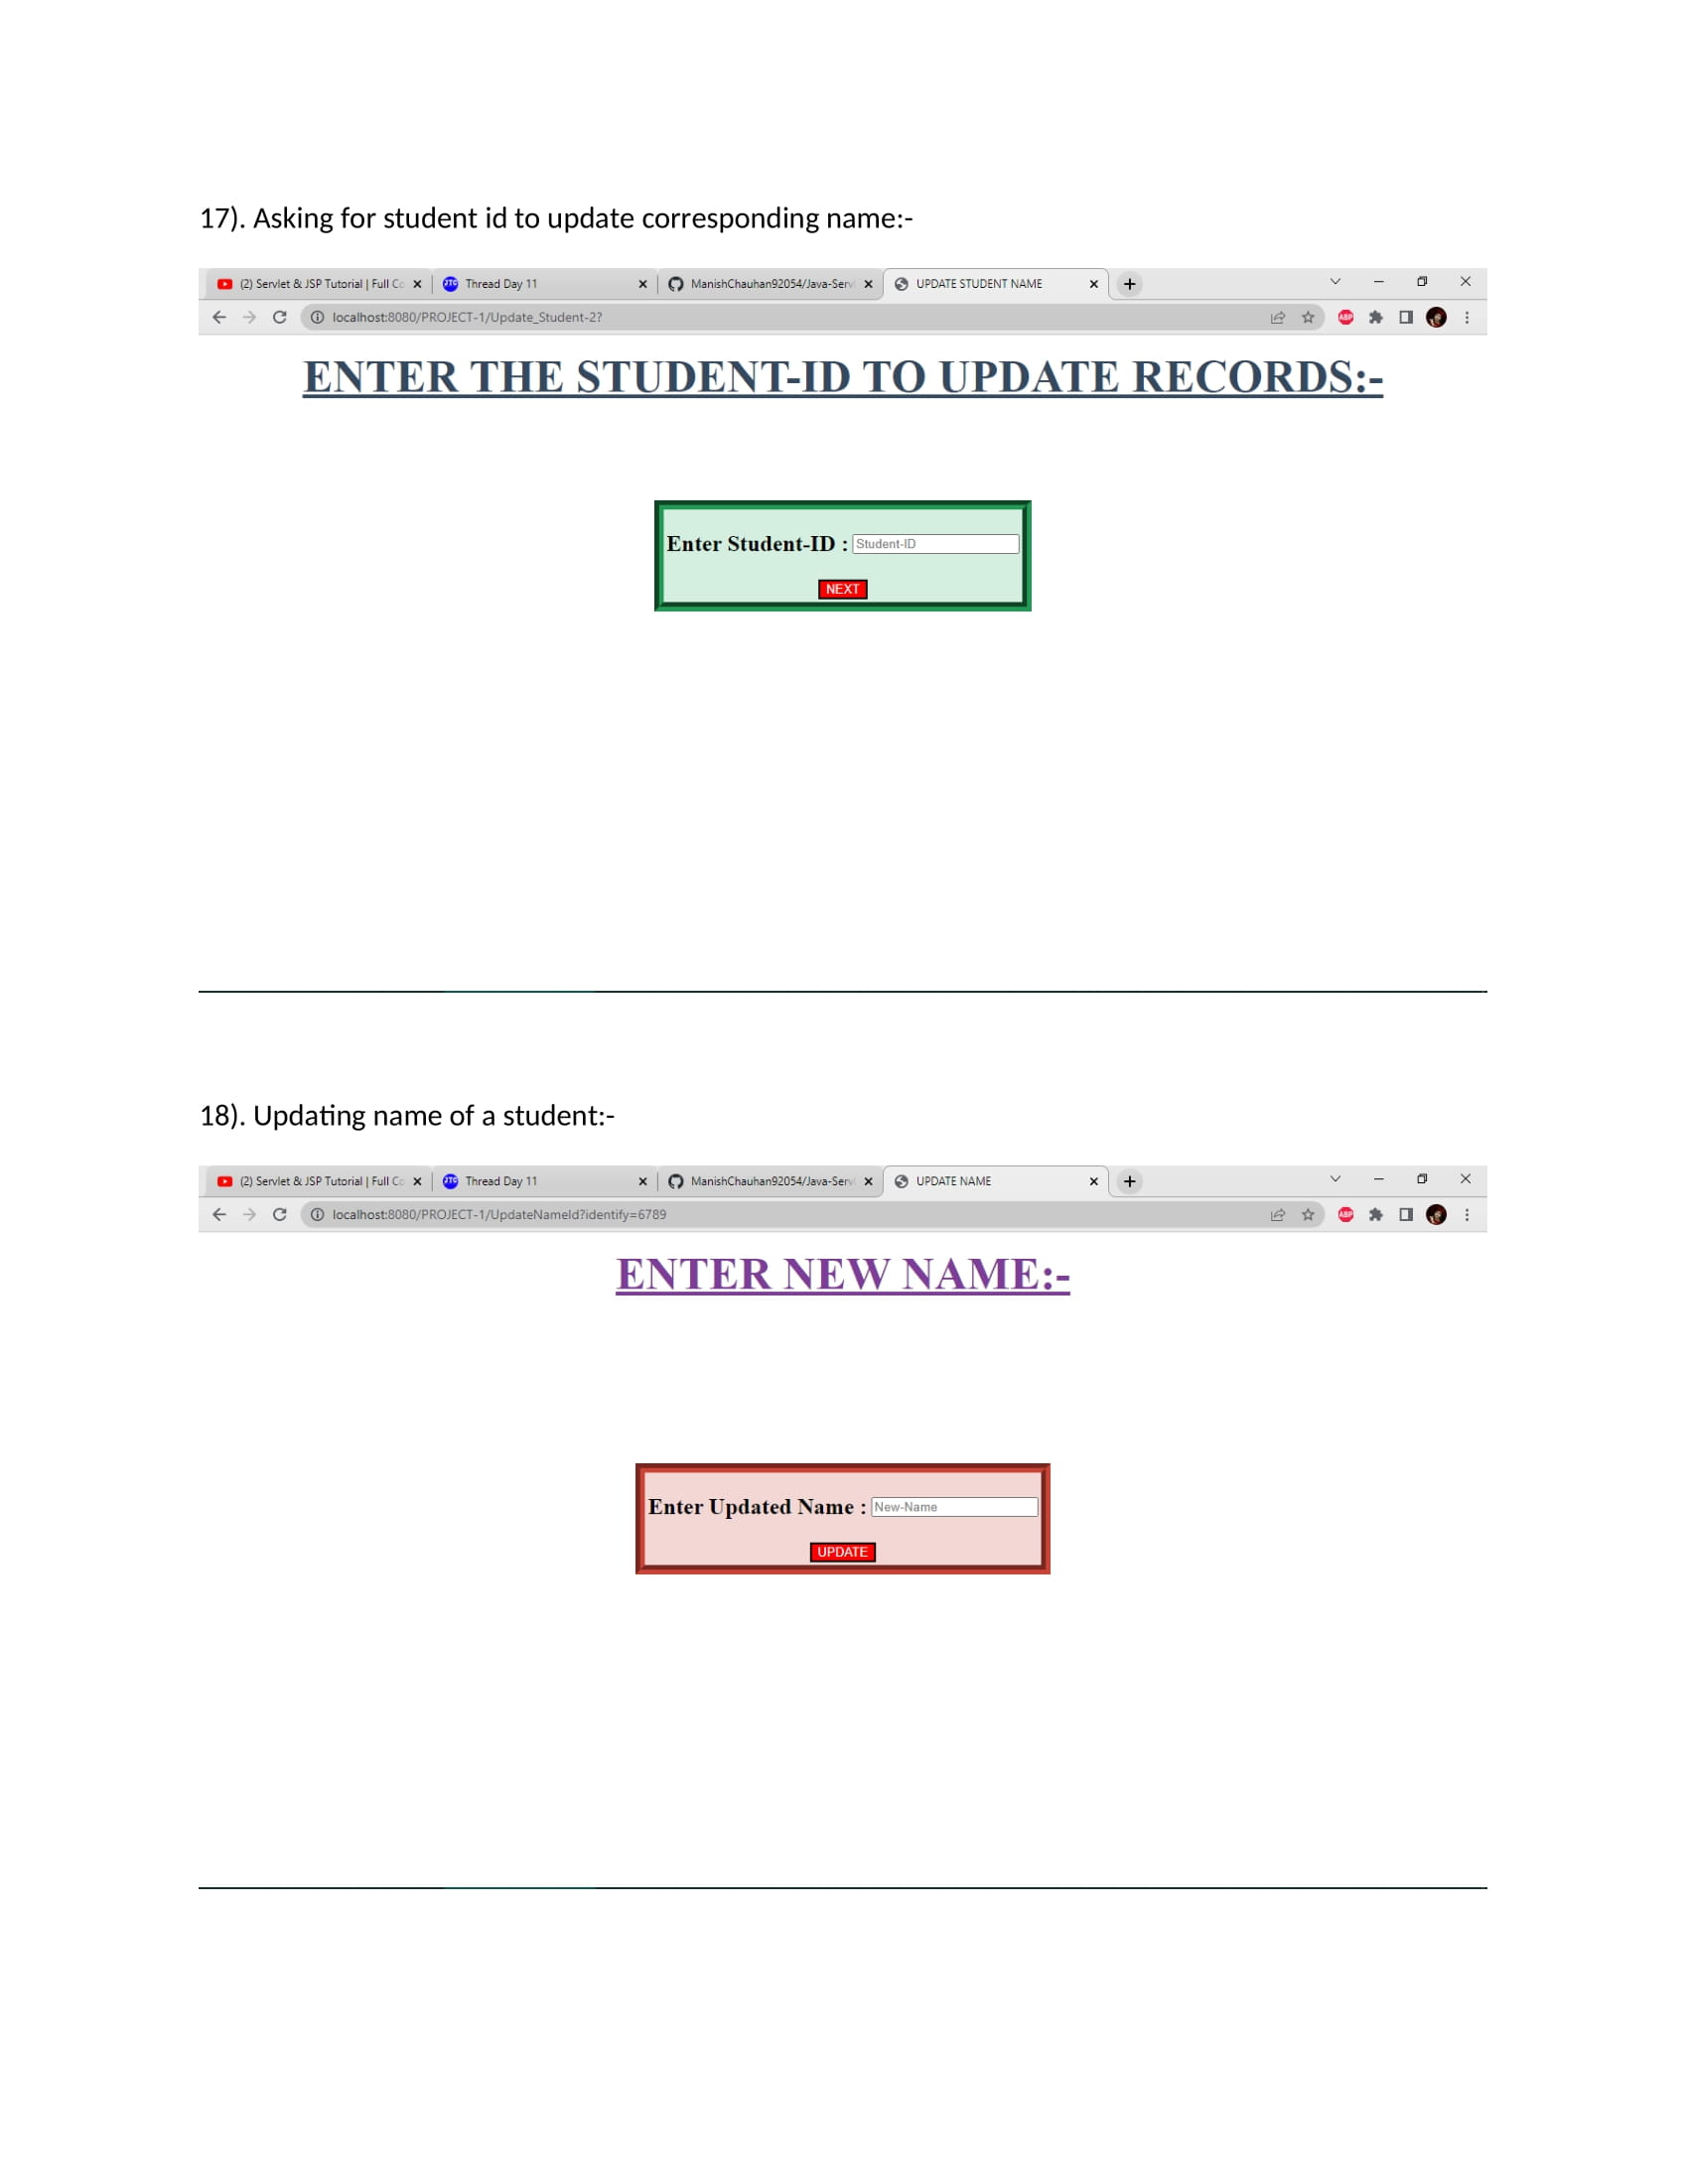 17). Asking for student id to update corresponding name:-
(2) Servlet & JSP Tutorial | Full Co
JTC Thread Day 11
ManishChauhan92054/Java-Serv
UPDATE STUDENT NAME
localhost:8080/PROJECT-1/Update_Student-2?
ABP
ENTER THE STUDENT-ID TO UPDATE RECORDS:-
Enter Student-ID : Student-ID
NEXT
18). Updating name of a student:-
(2) Servlet & JSP Tutorial | Full Co
JTC Thread Day 11
ManishChauhan92054/Java-Serv
UPDATE NAME
localhost:8080/PROJECT-1/UpdateNameId?identify=6789
ABP
ENTER NEW NAME:-
Enter Updated Name : New-Name
UPDATE